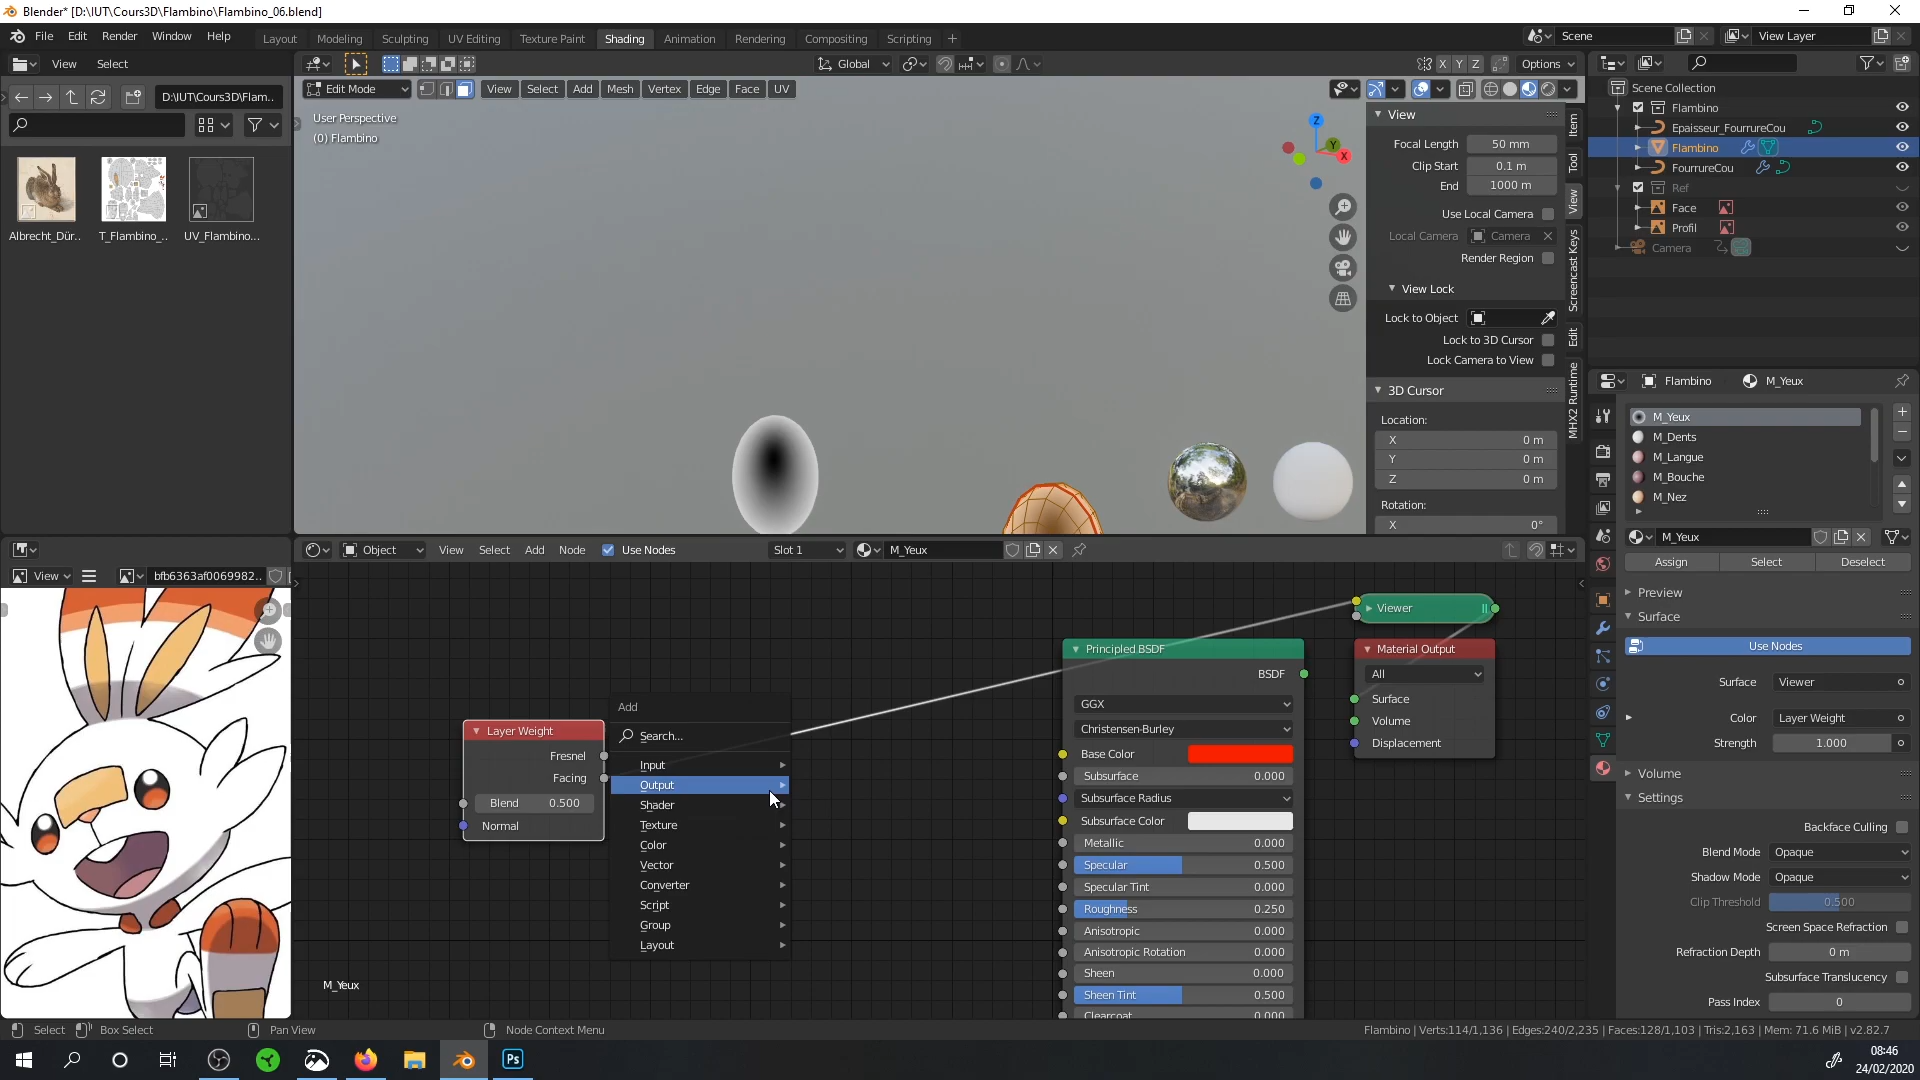 Blender* [D:\IUT\Cours3D\Flambino\Flambino_06.blend]
File Edit Render Window Help
Layout Modeling Sculpting UV Editing Texture Paint Shading Animation Rendering Compositing Scripting +
Scene
View Layer
View Select
Global
X Y Z
Options
D:\IUT\Cours3D\Flam..
Edit Mode
View Select Add Mesh Vertex Edge Face UV
User Perspective
(0) Flambino
Z
Y
X
Albrecht_Dür..
T_Flambino_..
UV_Flambino...
View
Focal Length 50 mm
Clip Start 0.1 m
End 1000 m
Use Local Camera
Local Camera Camera
Render Region
View Lock
Lock to Object
Lock to 3D Cursor
Lock Camera to View
3D Cursor
Location:
X 0 m
Y 0 m
Z 0 m
Rotation:
X 0°
Item
Tool
View
Screencast Keys
Edit
MHX2 Runtime
Scene Collection
Flambino
Epaisseur_FourrureCou
Flambino
FourrureCou
Ref
Face
Profil
Camera
Flambino M_Yeux
M_Yeux
M_Dents
M_Langue
M_Bouche
M_Nez
M_Yeux
Assign Select Deselect
Preview
Surface
Use Nodes
Surface Viewer
Color Layer Weight
Strength 1.000
Volume
Settings
Backface Culling
Blend Mode Opaque
Shadow Mode Opaque
Clip Threshold 0.500
Screen Space Refraction
Refraction Depth 0 m
Subsurface Translucency
Pass Index 0
View
bfb6363af0069982..
Object View Select Add Node Use Nodes
Slot 1
M_Yeux
Layer Weight
Fresnel
Facing
Blend 0.500
Normal
Add
Search...
Input
Output
Shader
Texture
Color
Vector
Converter
Script
Group
Layout
Principled BSDF
BSDF
GGX
Christensen-Burley
Base Color
Subsurface 0.000
Subsurface Radius
Subsurface Color
Metallic 0.000
Specular 0.500
Specular Tint 0.000
Roughness 0.250
Anisotropic 0.000
Anisotropic Rotation 0.000
Sheen 0.000
Sheen Tint 0.500
Clearcoat 0.000
Viewer
Material Output
All
Surface
Volume
Displacement
M_Yeux
Select Box Select Pan View Node Context Menu
Flambino | Verts:114/1,136 | Edges:240/2,235 | Faces:128/1,103 | Tris:2,163 | Mem: 71.6 MiB | v2.82.7
Ps
08:46
24/02/2020